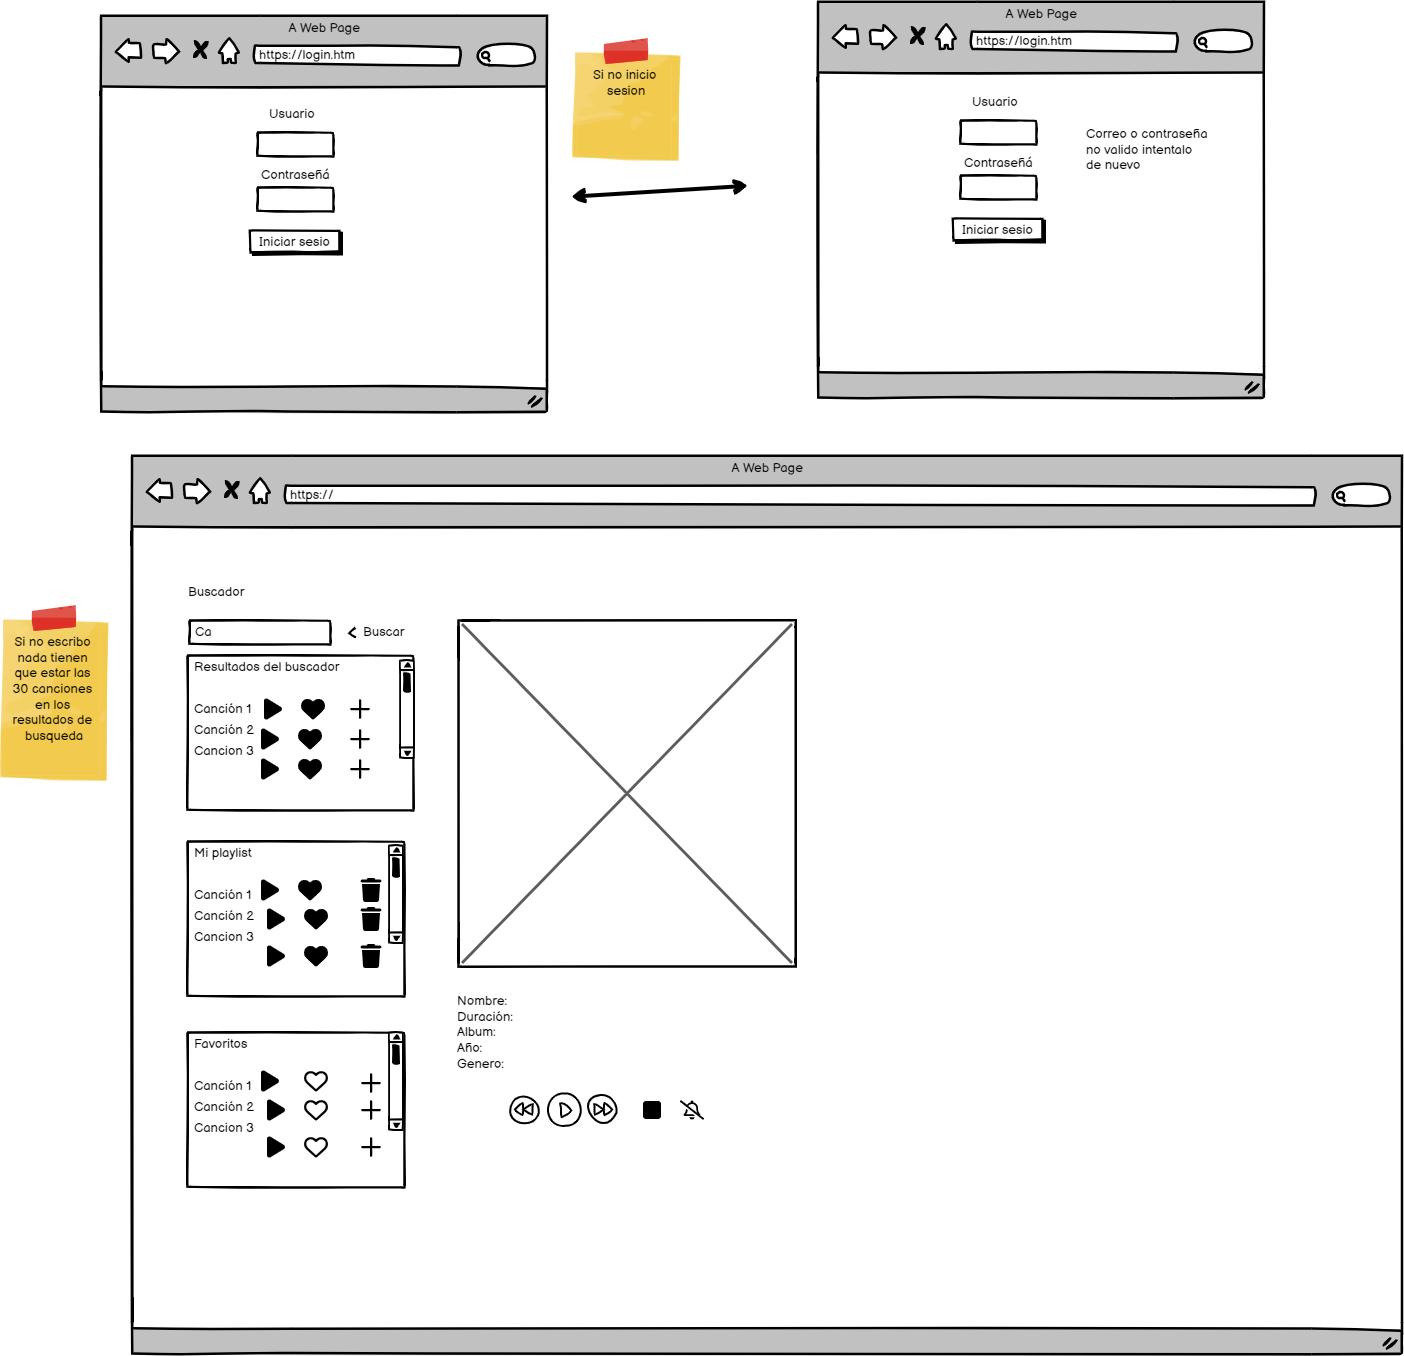 A Web Page
https://login.htm
Usuario
Contraseñá
Iniciar sesio
Si no inicio
sesion
A Web Page
https://login.htm
Usuario
Contraseñá
Iniciar sesio
Correo o contraseña
no valido intentalo
de nuevo
A Web Page
https://
Si no escribo
nada tienen
que estar las
30 canciones
en los
resultados de
busqueda
Buscador
Ca
Buscar
Resultados del buscador
Canción 1
Canción 2
Cancion 3
Mi playlist
Canción 1
Canción 2
Cancion 3
Favoritos
Canción 1
Canción 2
Cancion 3
Nombre:
Duración:
Album:
Año:
Genero: